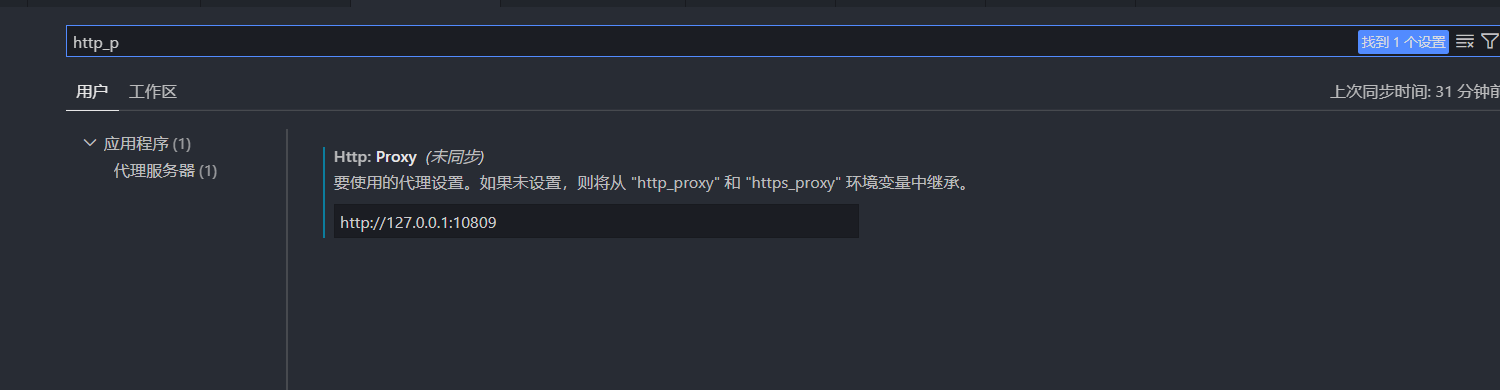 http_p
找到 1 个设置
用户 工作区
上次同步时间: 31 分钟前
应用程序 (1)
代理服务器 (1)
Http: Proxy (未同步)
要使用的代理设置。如果未设置，则将从 "http_proxy" 和 "https_proxy" 环境变量中继承。
http://127.0.0.1:10809